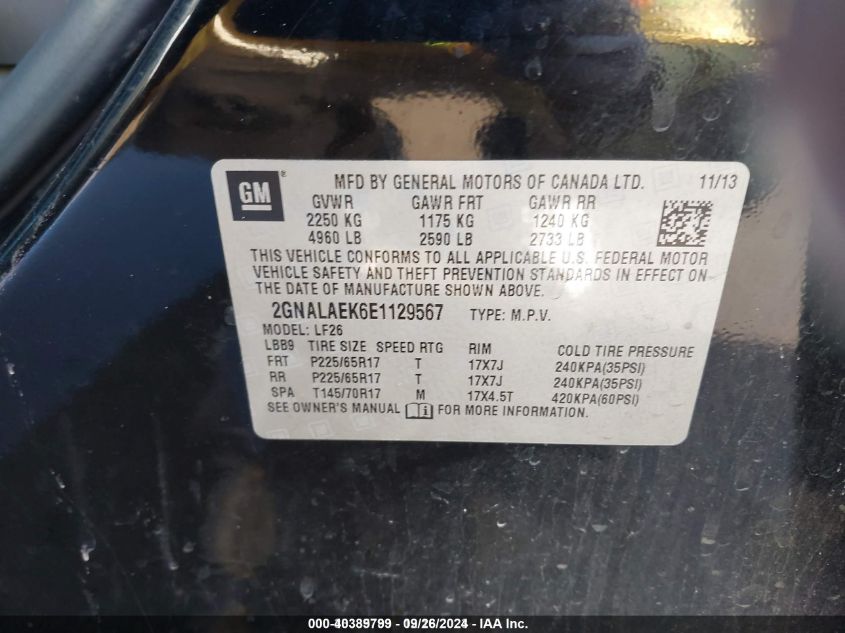 GM®
MFD BY GENERAL MOTORS OF CANADA LTD. 11/13
GVWR GAWR FRT GAWR RR
2250 KG 1175 KG 1240 KG
4960 LB 2590 LB 2733 LB
THIS VEHICLE CONFORMS TO ALL APPLICABLE U.S. FEDERAL MOTOR
VEHICLE SAFETY AND THEFT PREVENTION STANDARDS IN EFFECT ON
THE DATE OF MANUFACTURE SHOWN ABOVE.
2GNALAEK6E1129567 TYPE: M.P.V.
MODEL: LF26
LBB9 TIRE SIZE SPEED RTG RIM COLD TIRE PRESSURE
FRT P225/65R17 T 17X7J 240KPA(35PSI)
RR P225/65R17 T 17X7J 240KPA(35PSI)
SPA T145/70R17 M 17X4.5T 420KPA(60PSI)
SEE OWNER'S MANUAL FOR MORE INFORMATION.
000-40389799 - 09/26/2024 - IAA Inc.